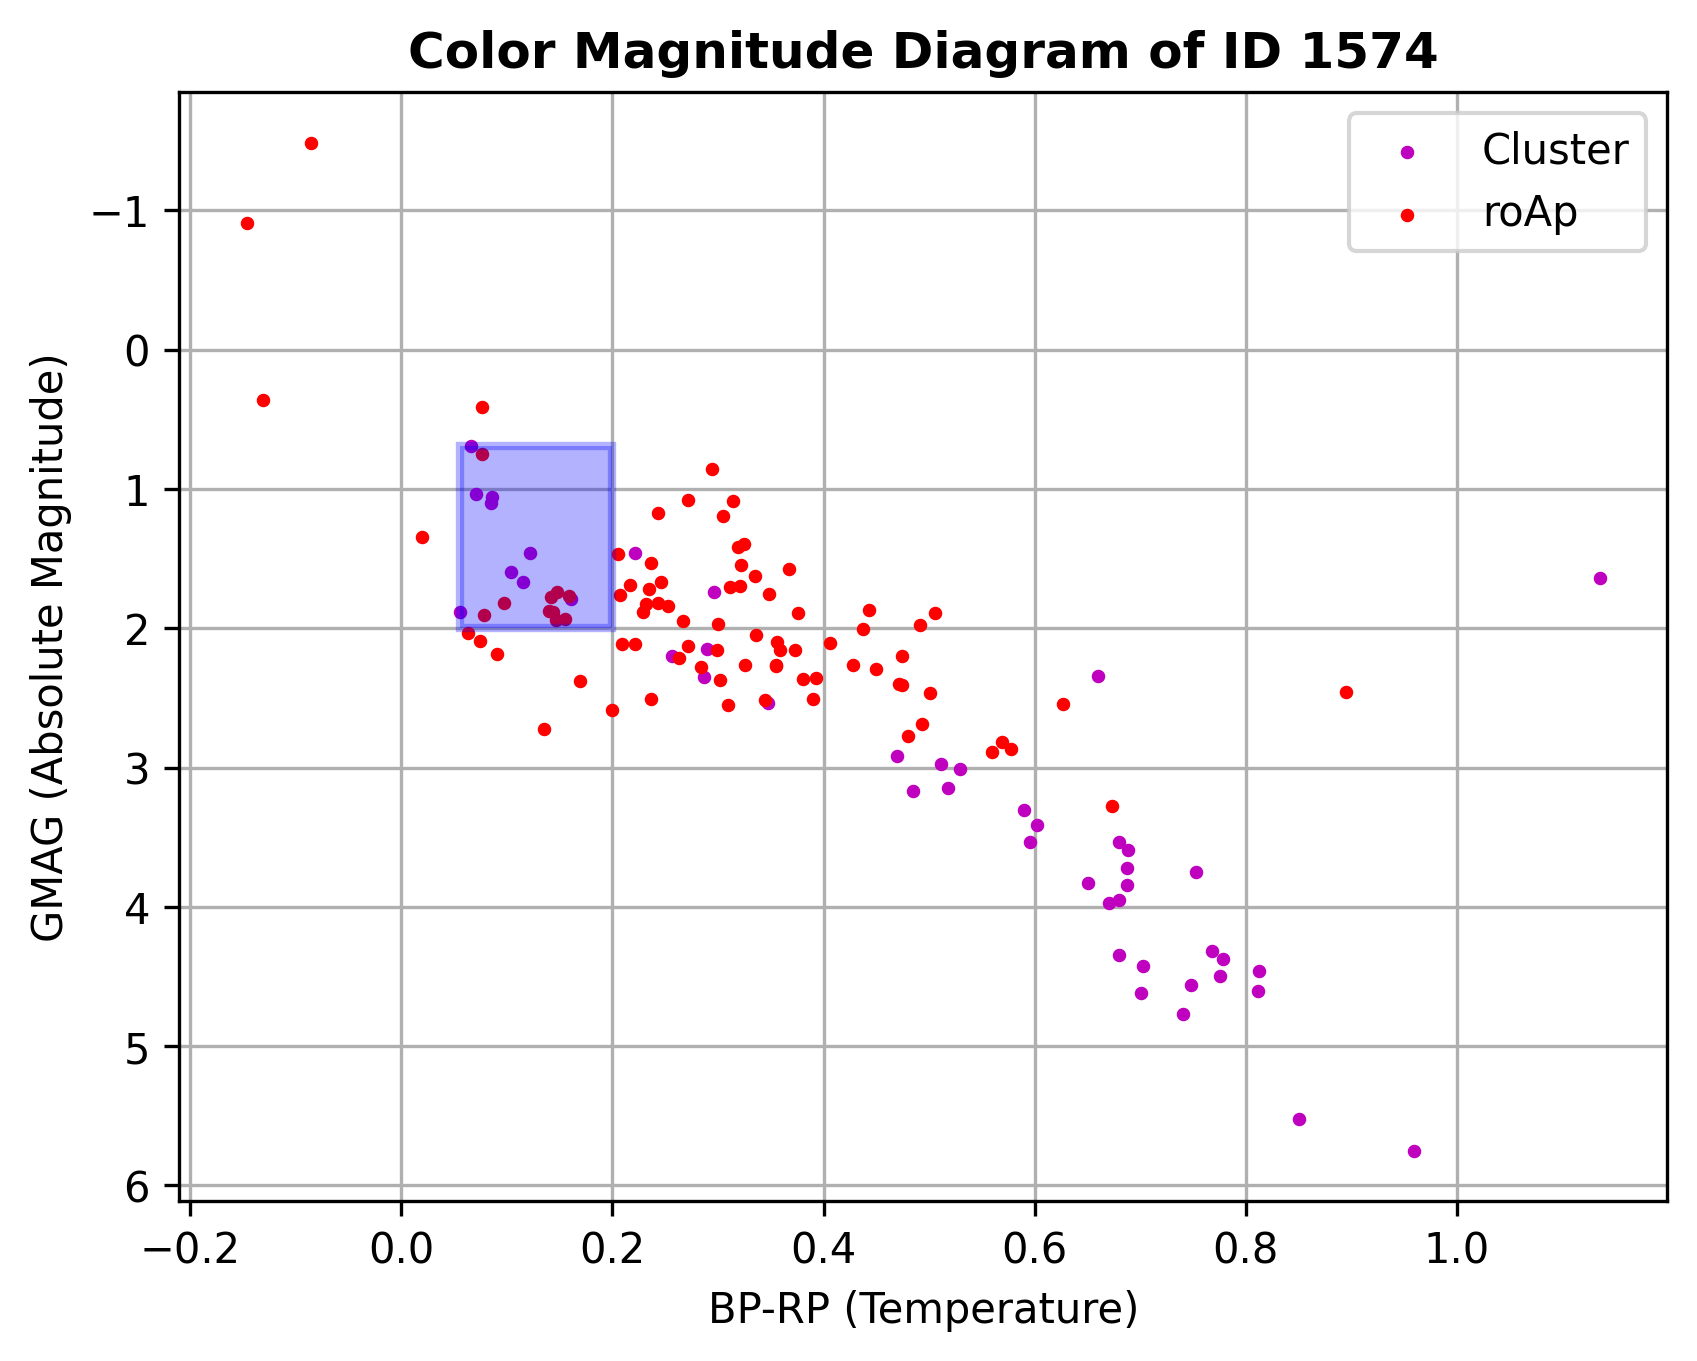 Color Magnitude Diagram of ID 1574
Cluster
roAp
GMAG (Absolute Magnitude)
−1
0
1
2
3
4
5
6
−0.2 0.0 0.2 0.4 0.6 0.8 1.0
BP-RP (Temperature)